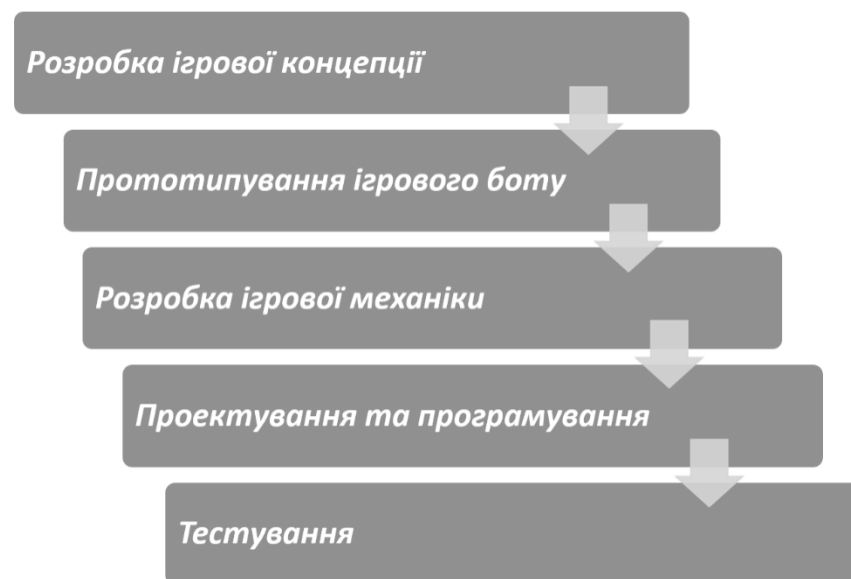 Розробка ігрової концепції
Прототипування ігрового боту
Розробка ігрової механіки
Проектування та програмування
Тестування